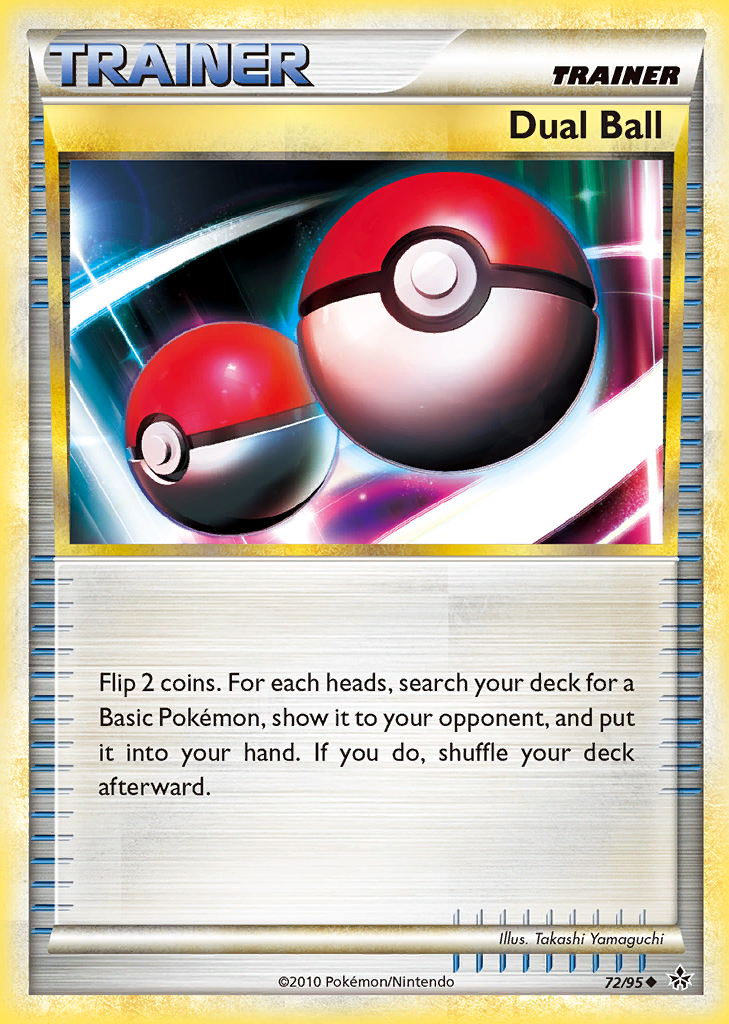 TRAINER
TRAINER
Dual Ball
Flip 2 coins. For each heads, search your deck for a
Basic Pokémon, show it to your opponent, and put
it into your hand. If you do, shuffle your deck
afterward.
Illus. Takashi Yamaguchi
©2010 Pokémon/Nintendo
72/95